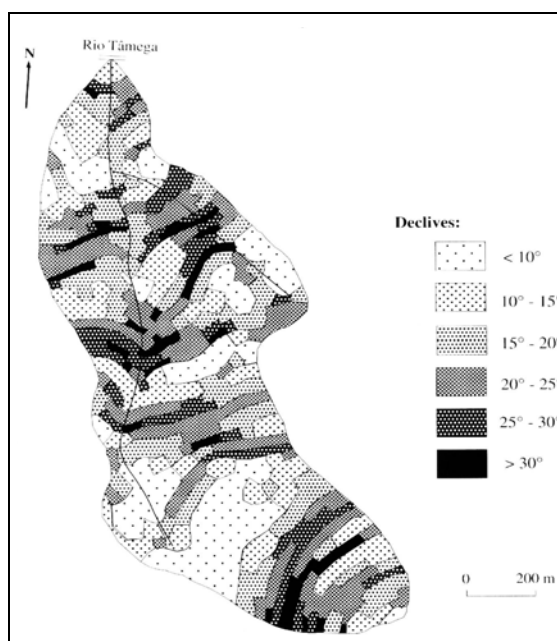 Rio Tâmega
N
Declives:
< 10°
10° - 15°
15° - 20°
20° - 25
25° - 30°
> 30°
0 200 m